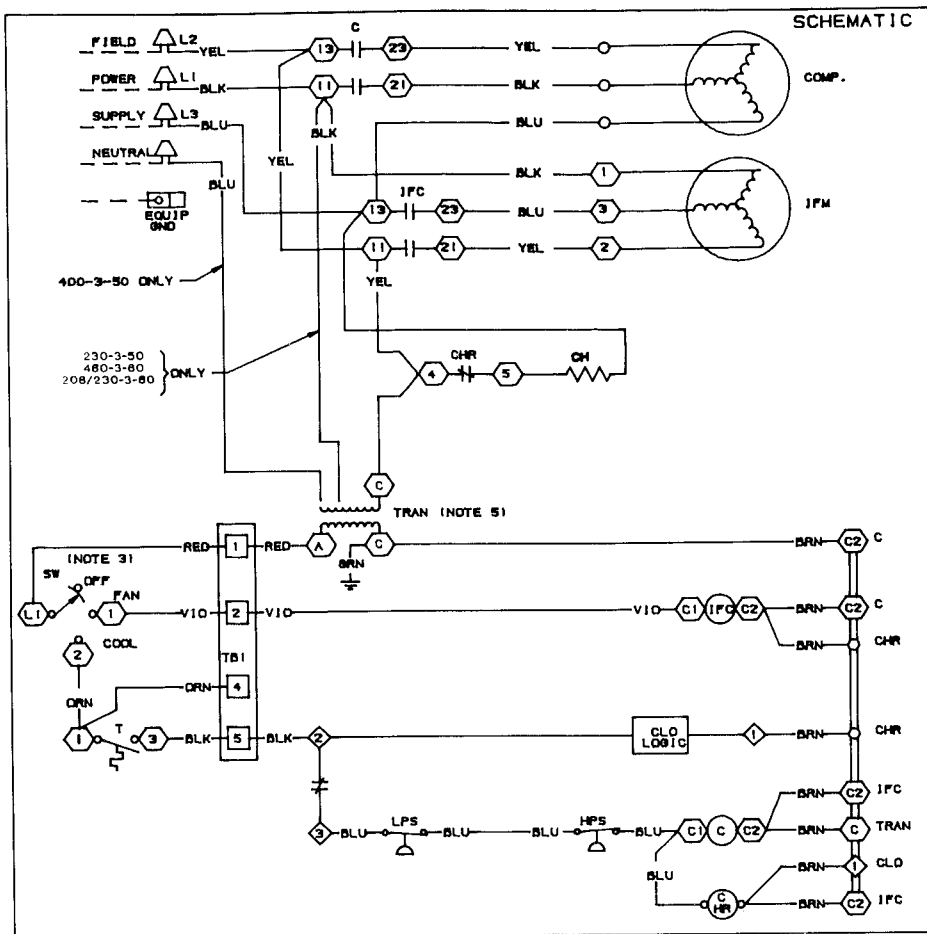 SCHEMATIC
FIELD L2 YEL 13 C 23 YEL COMP.
POWER L1 BLK 11 21 BLK
SUPPLY L3 BLU BLU
NEUTRAL BLU YEL BLK BLK 1
EQUIP GND 13 IFC 23 BLU 3 IFM
11 21 YEL 2
400-3-50 ONLY YEL
230-3-50
460-3-60 ONLY
208/230-3-60
4 CHR 5 CH
C
TRAN (NOTE 5)
RED 1 RED A C BRN BRN C2 C
(NOTE 3)
SW OFF
L1 1 FAN VIO 2 VIO VIO C1 IFC C2 BRN C2 C
2 COOL BRN CHR
TB1
ORN ORN 4
1 T 3 BLK 5 BLK 2 CLO LOGIC 1 BRN CHR
BRN C2 IFC
3 BLU LPS BLU BLU HPS BLU C1 C C2 BRN C TRAN
BLU BRN 1 CLO
CHR BRN C2 IFC